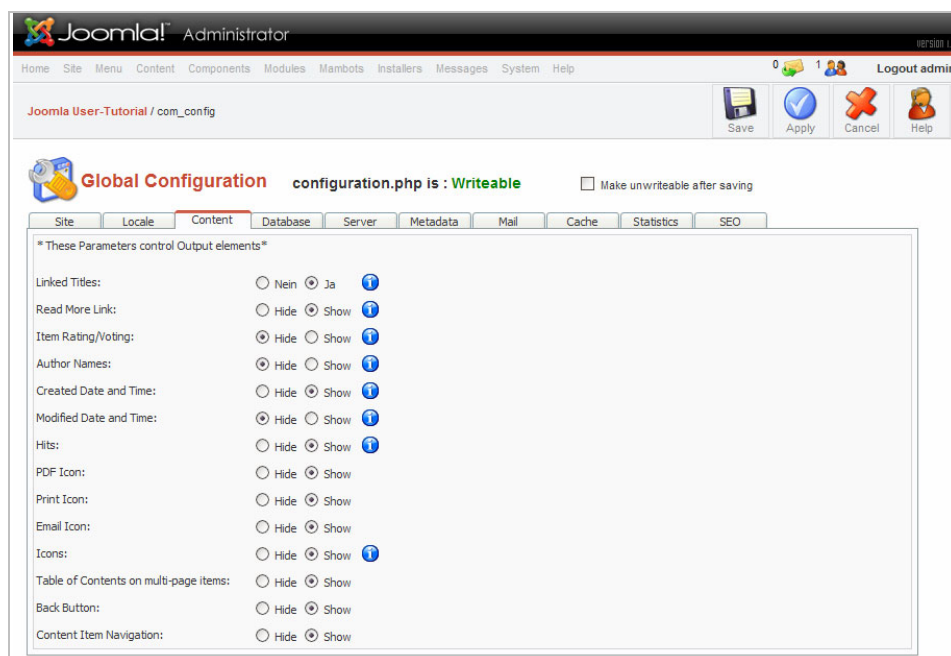 Joomla!™ Administrator
version 1
Home Site Menu Content Components Modules Mambots Installers Messages System Help 0 1 Logout admin
Joomla User-Tutorial / com_config
Save Apply Cancel Help
Global Configuration configuration.php is : Writeable Make unwriteable after saving
Site Locale Content Database Server Metadata Mail Cache Statistics SEO
* These Parameters control Output elements*
Linked Titles: Nein Ja
Read More Link: Hide Show
Item Rating/Voting: Hide Show
Author Names: Hide Show
Created Date and Time: Hide Show
Modified Date and Time: Hide Show
Hits: Hide Show
PDF Icon: Hide Show
Print Icon: Hide Show
Email Icon: Hide Show
Icons: Hide Show
Table of Contents on multi-page items: Hide Show
Back Button: Hide Show
Content Item Navigation: Hide Show